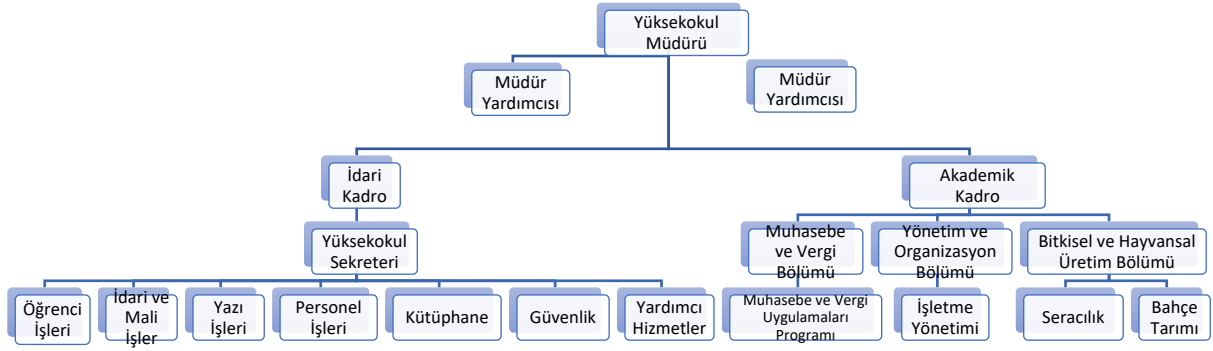 Yüksekokul
Müdürü
Müdür
Yardımcısı
Müdür
Yardımcısı
İdari
Kadro
Akademik
Kadro
Yüksekokul
Sekreteri
Muhasebe
ve Vergi
Bölümü
Yönetim ve
Organizasyon
Bölümü
Bitkisel ve Hayvansal
Üretim Bölümü
Öğrenci
İşleri
İdari ve
Mali
İşler
Yazı
İşleri
Personel
İşleri
Kütüphane
Güvenlik
Yardımcı
Hizmetler
Muhasebe ve Vergi
Uygulamaları
Programı
İşletme
Yönetimi
Seracılık
Bahçe
Tarımı